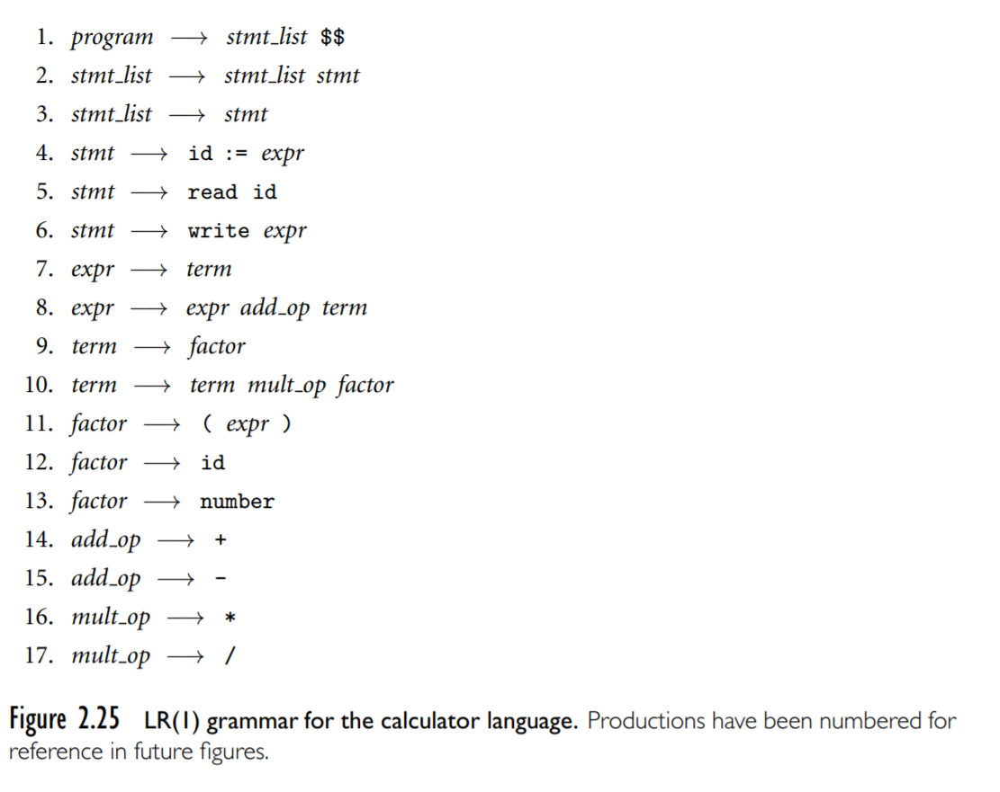 1. program ⟶ stmt_list $$
2. stmt_list ⟶ stmt_list stmt
3. stmt_list ⟶ stmt
4. stmt ⟶ id := expr
5. stmt ⟶ read id
6. stmt ⟶ write expr
7. expr ⟶ term
8. expr ⟶ expr add_op term
9. term ⟶ factor
10. term ⟶ term mult_op factor
11. factor ⟶ ( expr )
12. factor ⟶ id
13. factor ⟶ number
14. add_op ⟶ +
15. add_op ⟶ -
16. mult_op ⟶ *
17. mult_op ⟶ /
Figure 2.25 LR(1) grammar for the calculator language. Productions have been numbered for
reference in future figures.